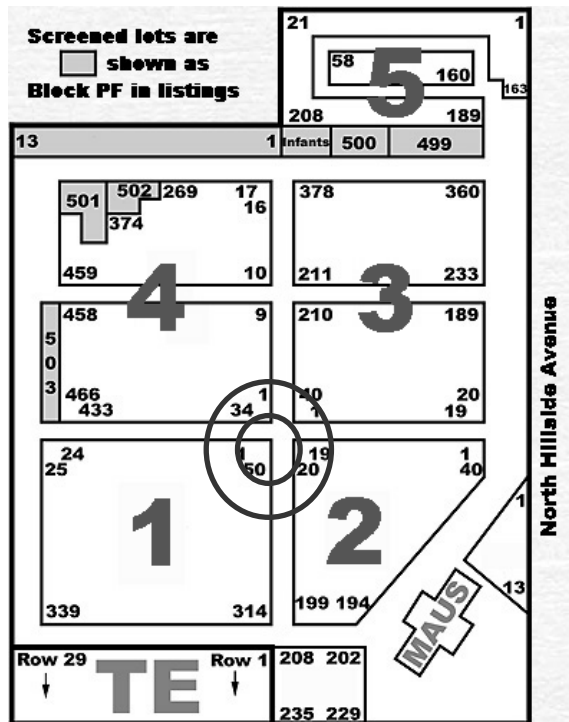 Screened lots are
shown as
Block PF in listings
21 1
58
5
160
163
208 189
13 1 Infants 500 499
501 502 269 17 378 360
16
374
4 3
459 10 211 233
458 9 210 189
503
466 1 40 20
433 34 1 19
24 1 19 1
25 50 20 40
1
1 2
13
199 194
339 314
MAUS
Row 29 Row 1 208 202
TE
235 229
North Hillside Avenue